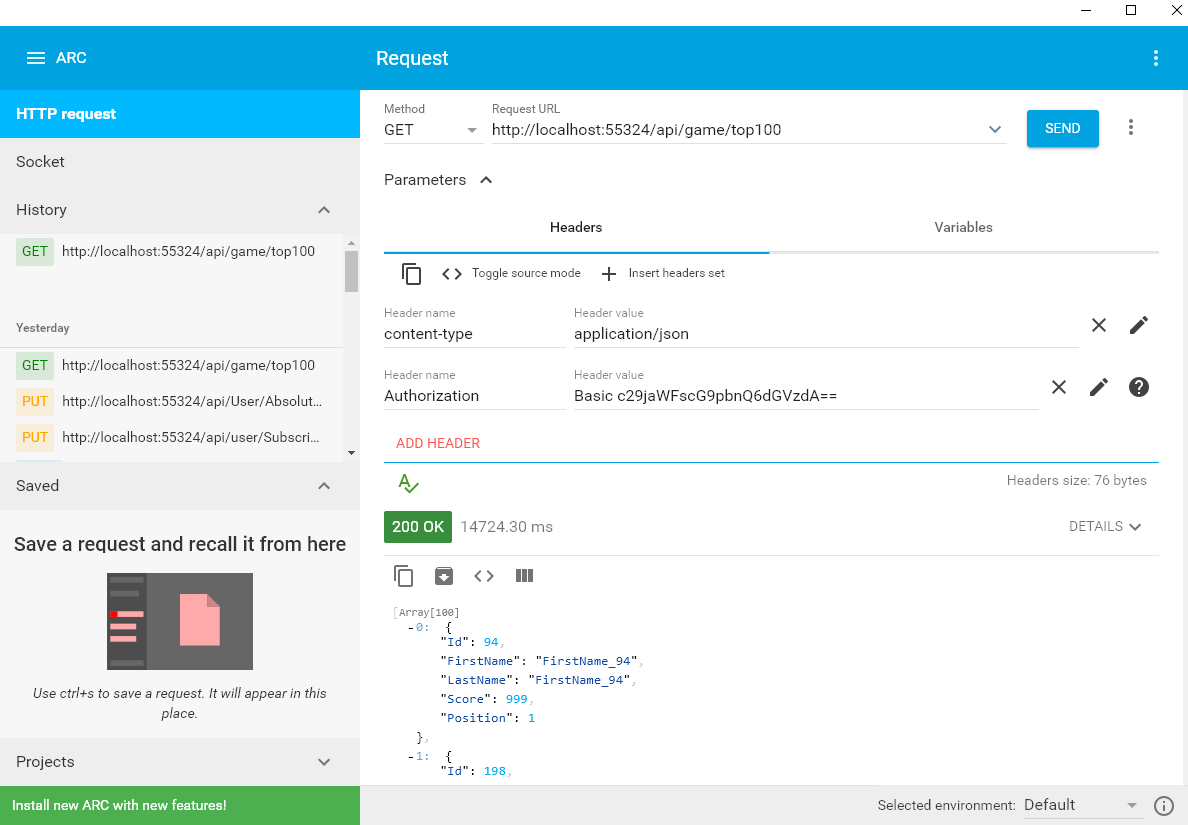 ARC
Request
HTTP request
Socket
History
GET http://localhost:55324/api/game/top100
Yesterday
GET http://localhost:55324/api/game/top100
PUT http://localhost:55324/api/User/Absolut...
PUT http://localhost:55324/api/user/Subscri...
Saved
Save a request and recall it from here
Use ctrl+s to save a request. It will appear in this
place.
Projects
Install new ARC with new features!
Method
GET
Request URL
http://localhost:55324/api/game/top100
SEND
Parameters
Headers
Variables
Toggle source mode
Insert headers set
Header name
content-type
Header value
application/json
Header name
Authorization
Header value
Basic c29jaWFscG9pbnQ6dGVzdA==
ADD HEADER
Headers size: 76 bytes
200 OK 14724.30 ms
DETAILS
[Array[100]
-0: {
"Id": 94,
"FirstName": "FirstName_94",
"LastName": "FirstName_94",
"Score": 999,
"Position": 1
},
-1: {
"Id": 198,
Selected environment: Default